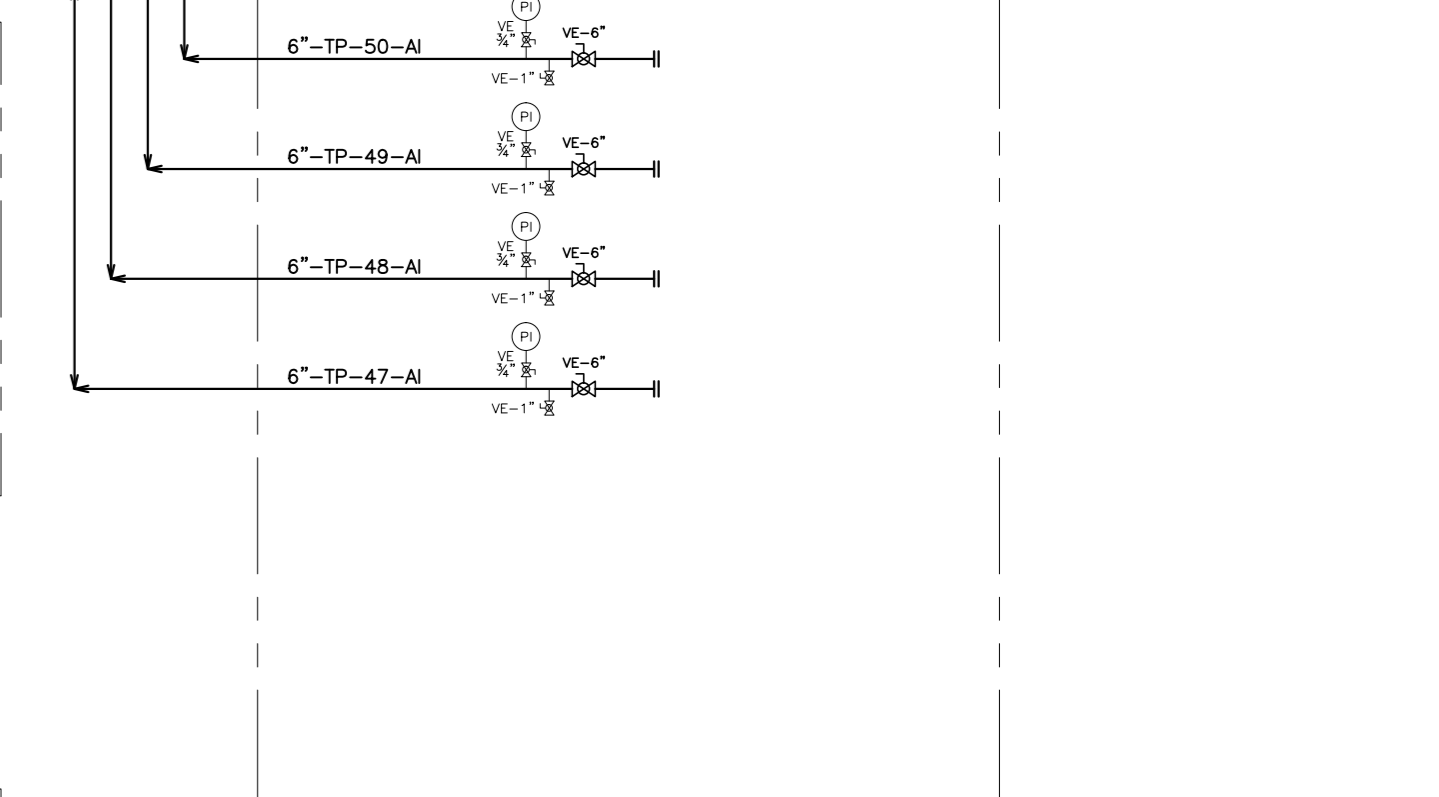 PI
VE
3/4"
VE-6"
6"-TP-50-AI
VE-1"
PI
VE
3/4"
VE-6"
6"-TP-49-AI
VE-1"
PI
VE
3/4"
VE-6"
6"-TP-48-AI
VE-1"
PI
VE
3/4"
VE-6"
6"-TP-47-AI
VE-1"